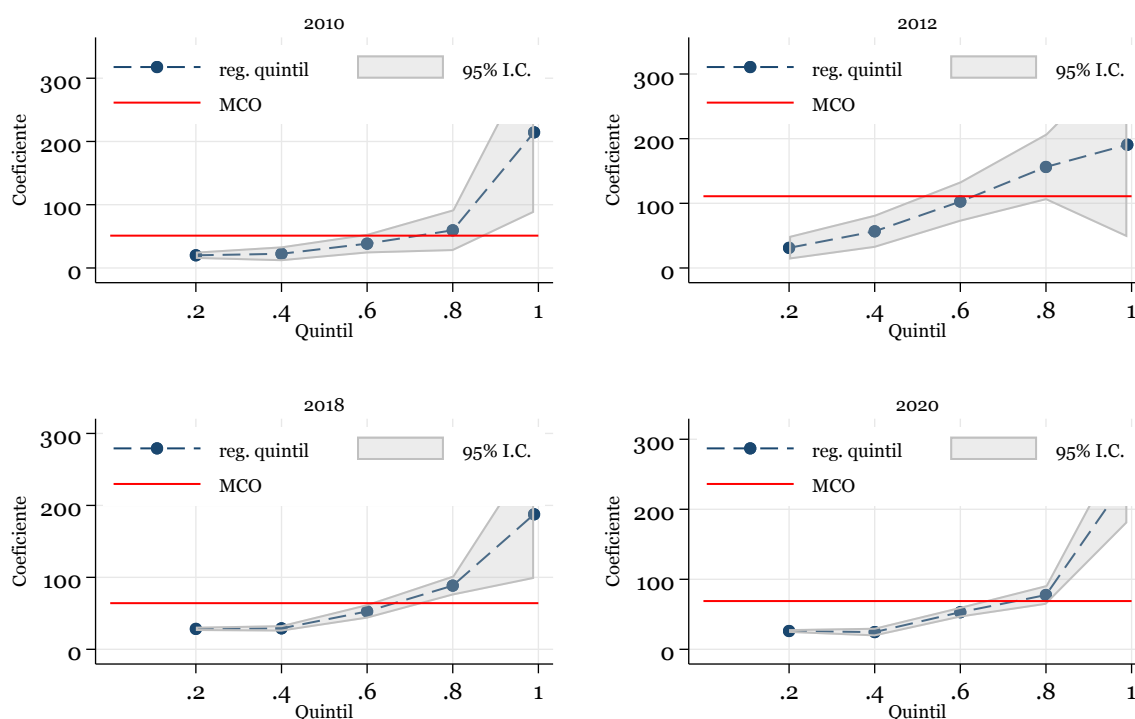 2010
300
200
100
0
Coeficiente
reg. quintil
95% I.C.
MCO
.2 .4 .6 .8 1
Quintil
2012
300
200
100
0
Coeficiente
reg. quintil
95% I.C.
MCO
.2 .4 .6 .8 1
Quintil
2018
300
200
100
0
Coeficiente
reg. quintil
95% I.C.
MCO
.2 .4 .6 .8 1
Quintil
2020
300
200
100
0
Coeficiente
reg. quintil
95% I.C.
MCO
.2 .4 .6 .8 1
Quintil